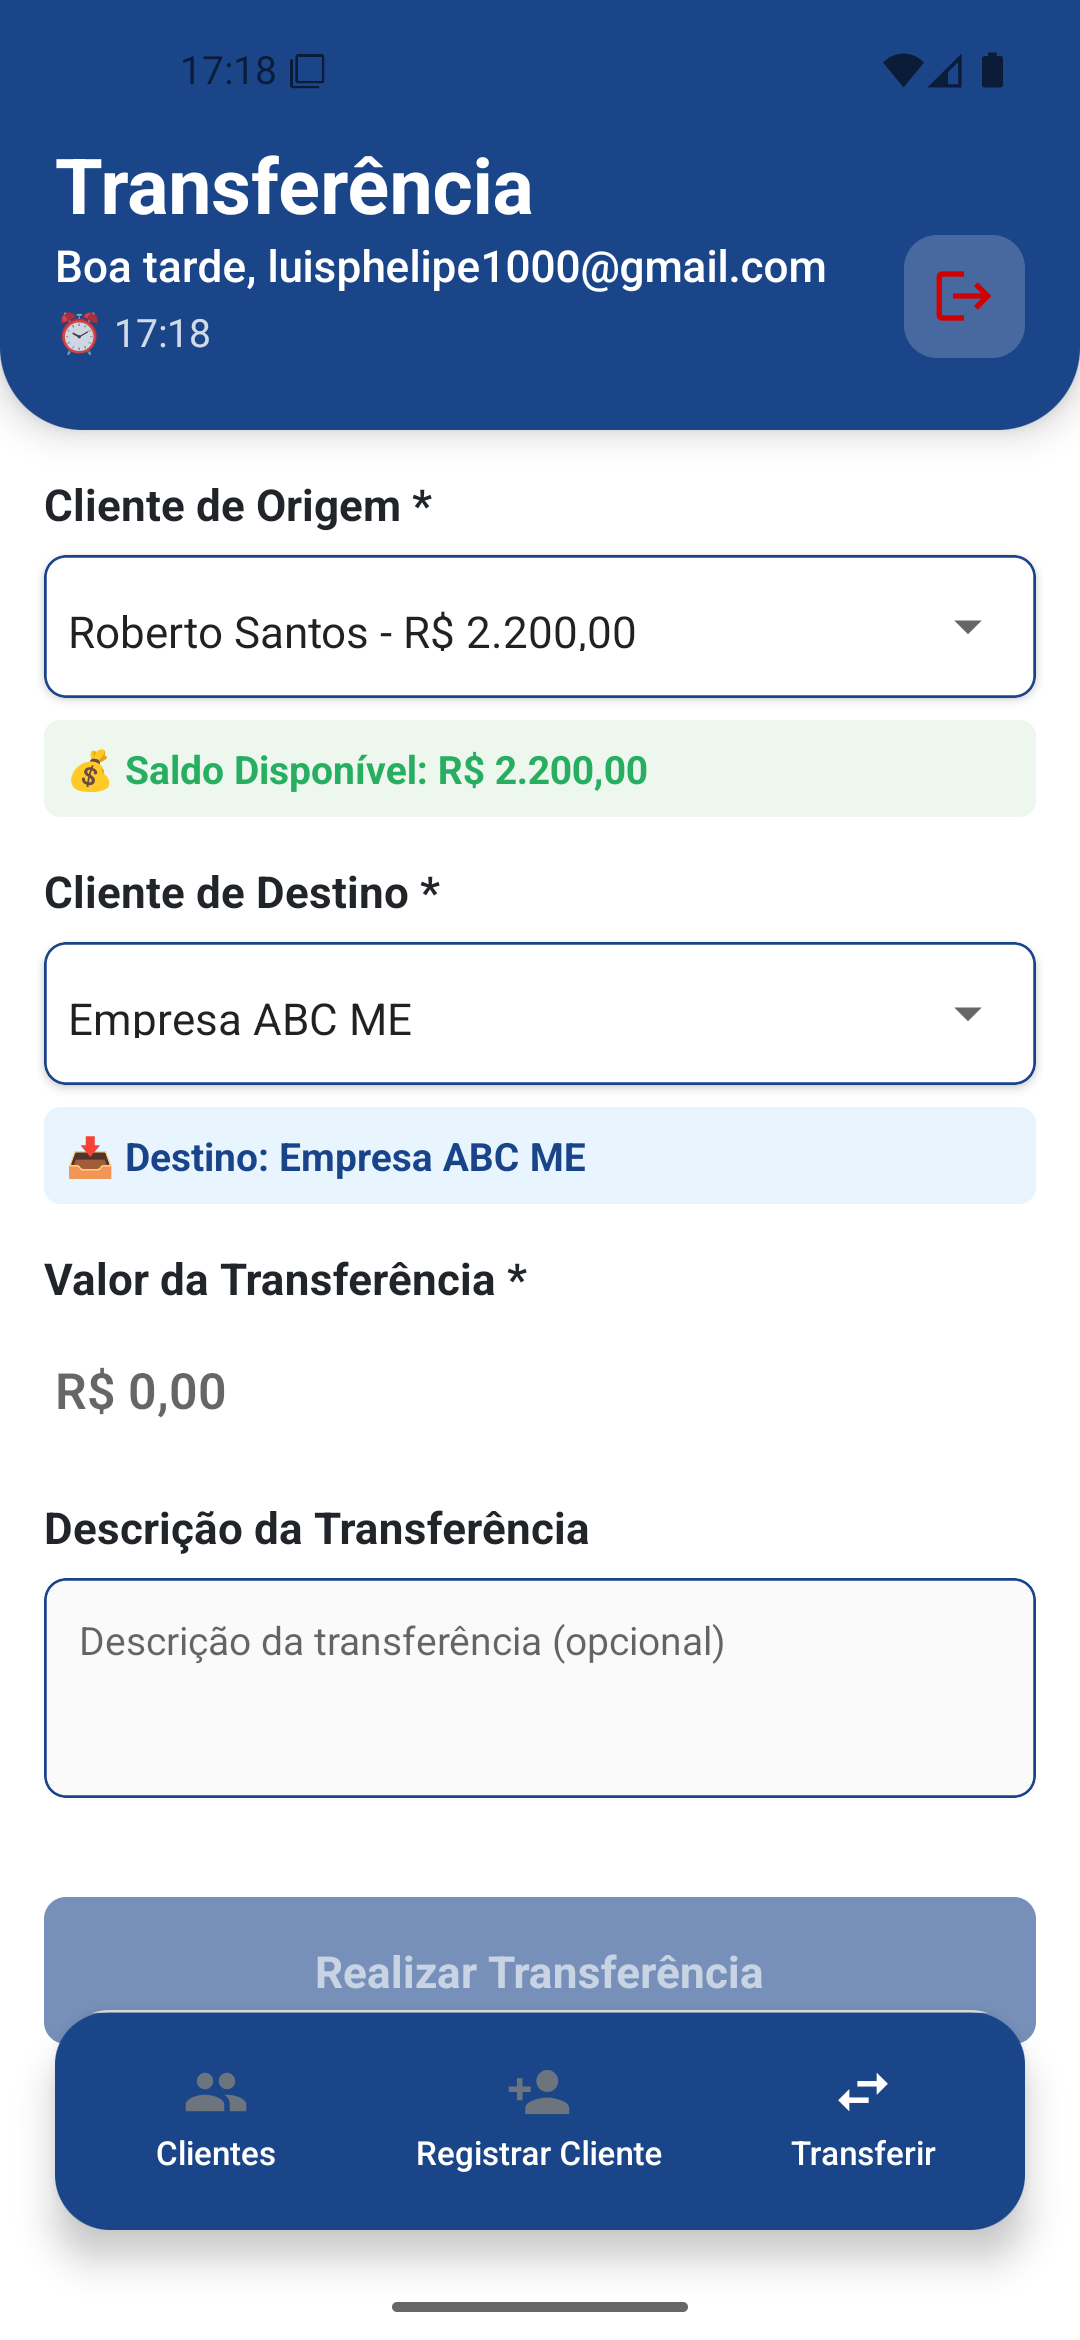 17:18
Transferência
Boa tarde, luisphelipe1000@gmail.com
⏰ 17:18
Cliente de Origem *
Roberto Santos - R$ 2.200,00
💰 Saldo Disponível: R$ 2.200,00
Cliente de Destino *
Empresa ABC ME
📥 Destino: Empresa ABC ME
Valor da Transferência *
R$ 0,00
Descrição da Transferência
Descrição da transferência (opcional)
Realizar Transferência
Clientes
Registrar Cliente
Transferir